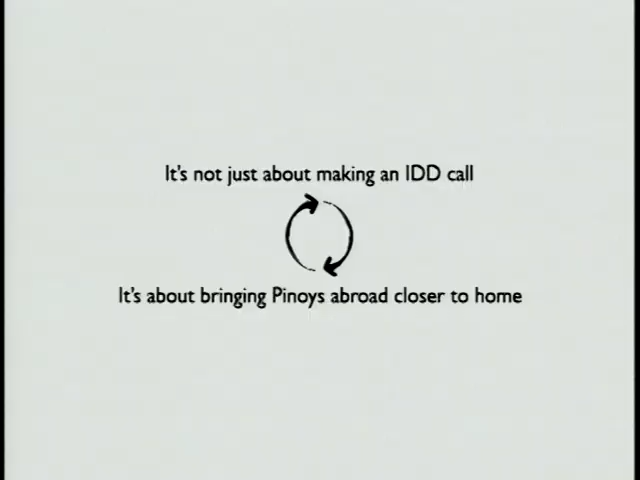 It's not just about making an IDD call
It's about bringing Pinoys abroad closer to home